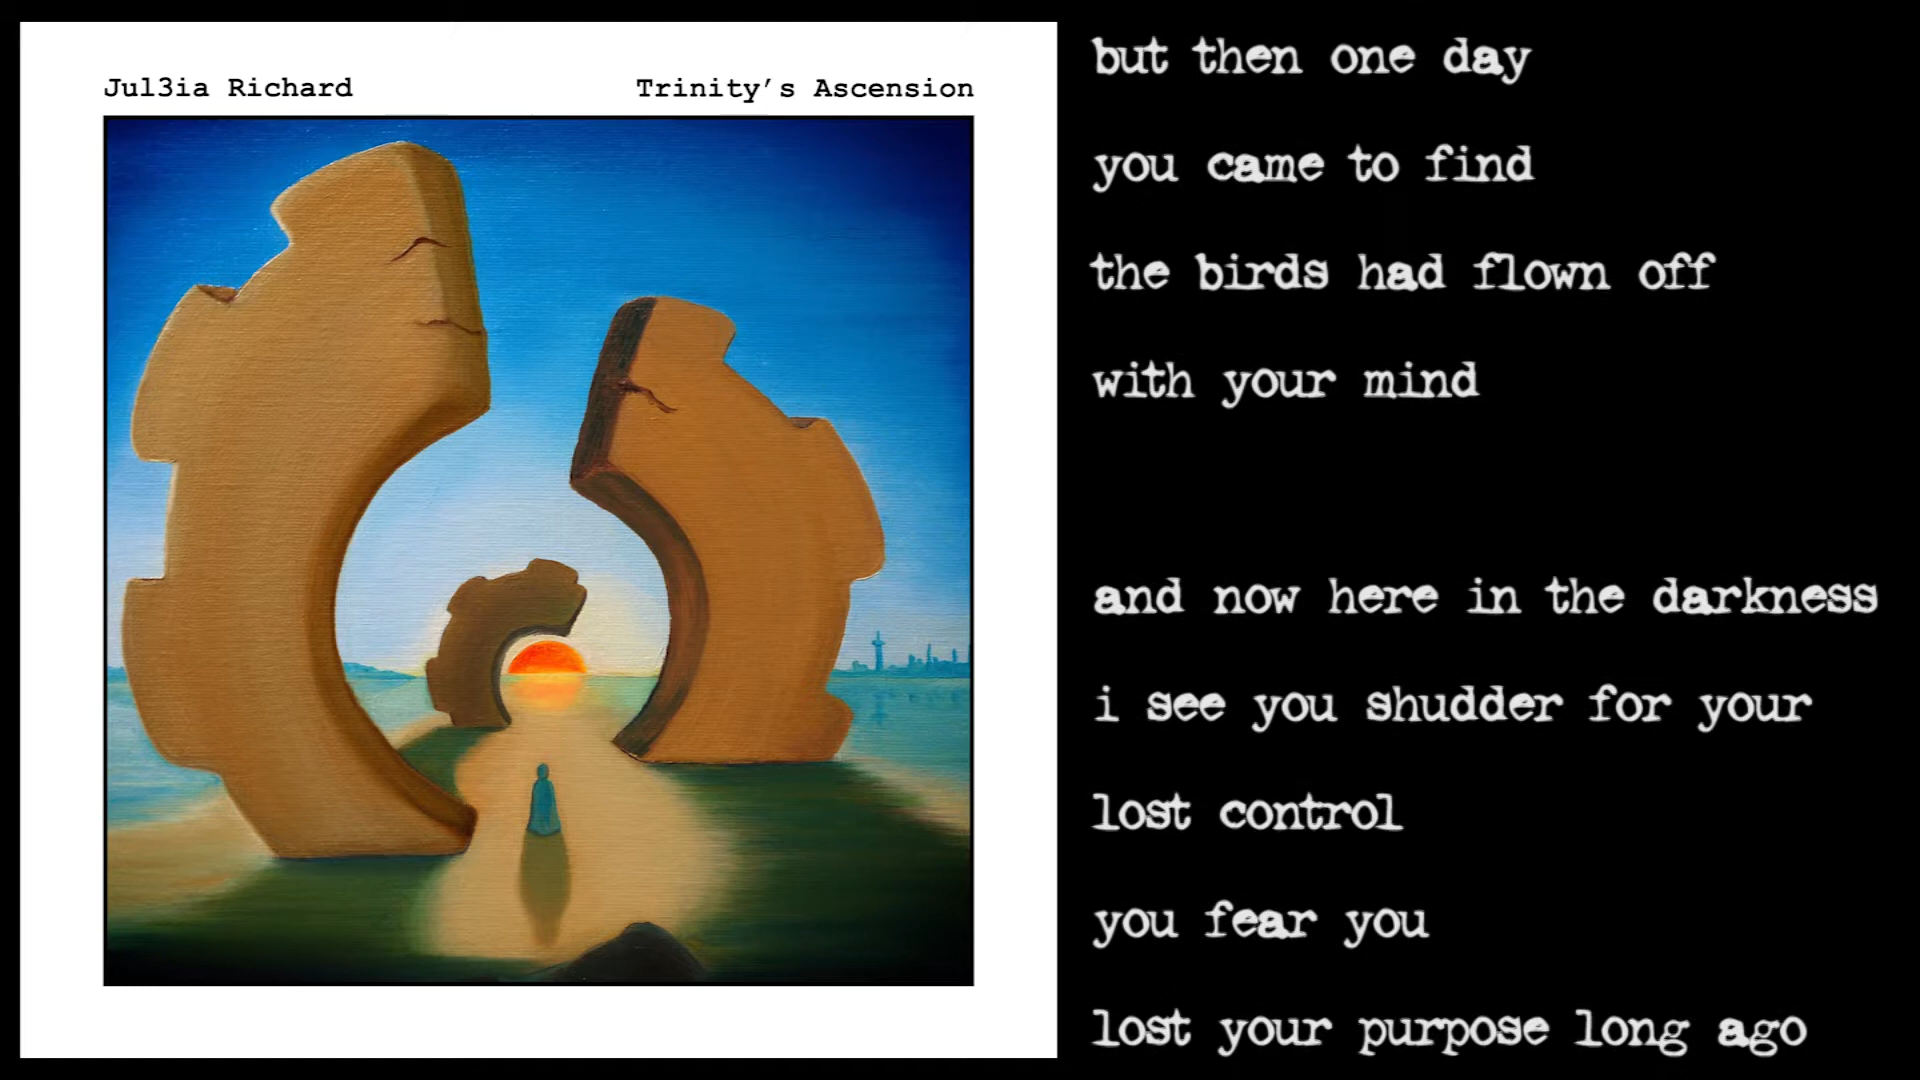 Jul3ia Richard
Trinity’s Ascension
but then one day
you came to find
the birds had flown off
with your mind
and now here in the darkness
i see you shudder for your
lost control
you fear you
lost your purpose long ago